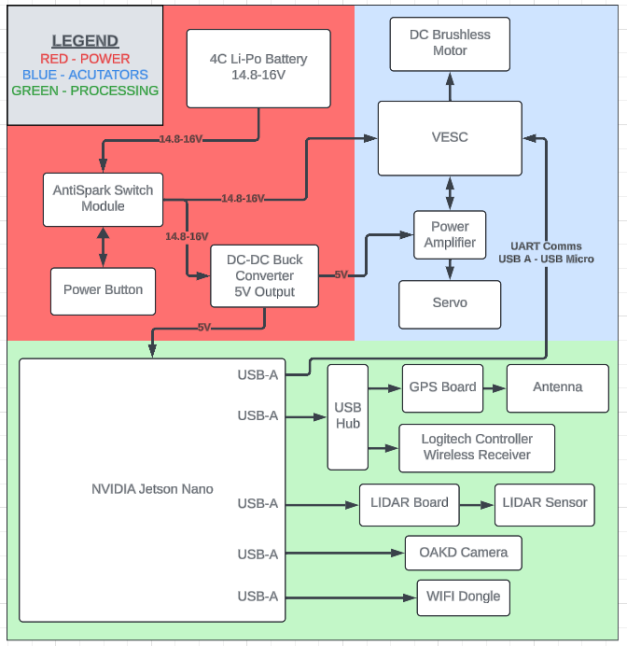 LEGEND
RED - POWER
BLUE - ACUTATORS
GREEN - PROCESSING
4C Li-Po Battery
14.8-16V
DC Brushless
Motor
14.8-16V
VESC
AntiSpark Switch
Module
14.8-16V
14.8-16V
Power
Amplifier
DC-DC Buck
Converter
5V Output
5V
UART Comms
USB A - USB Micro
Power Button
Servo
5V
NVIDIA Jetson Nano
USB-A
USB-A
USB-A
USB-A
USB-A
USB
Hub
GPS Board
Antenna
Logitech Controller
Wireless Receiver
LIDAR Board
LIDAR Sensor
OAKD Camera
WIFI Dongle